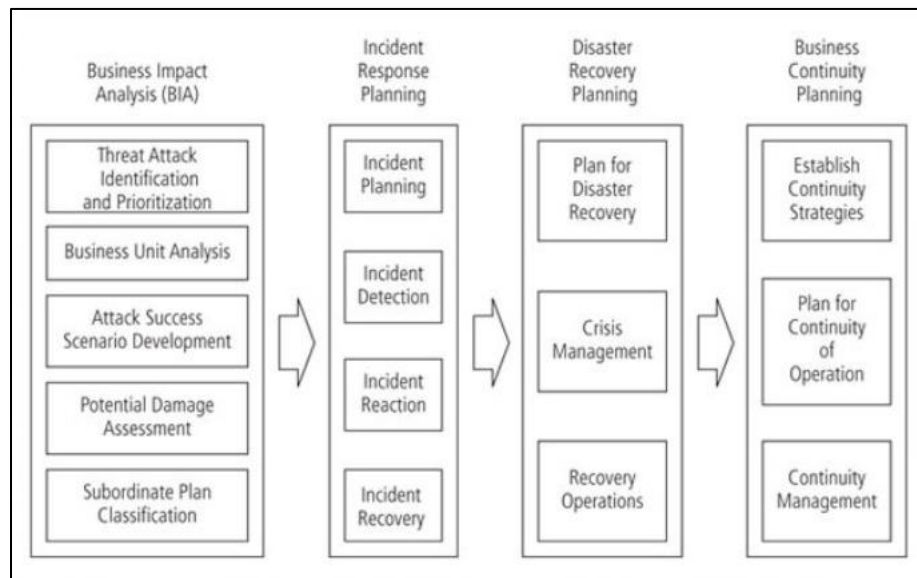 Business Impact
Analysis (BIA)
Threat Attack
Identification
and Prioritization
Business Unit Analysis
Attack Success
Scenario Development
Potential Damage
Assessment
Subordinate Plan
Classification
Incident
Response
Planning
Incident
Planning
Incident
Detection
Incident
Reaction
Incident
Recovery
Disaster
Recovery
Planning
Plan for
Disaster
Recovery
Crisis
Management
Recovery
Operations
Business
Continuity
Planning
Establish
Continuity
Strategies
Plan for
Continuity
of
Operation
Continuity
Management